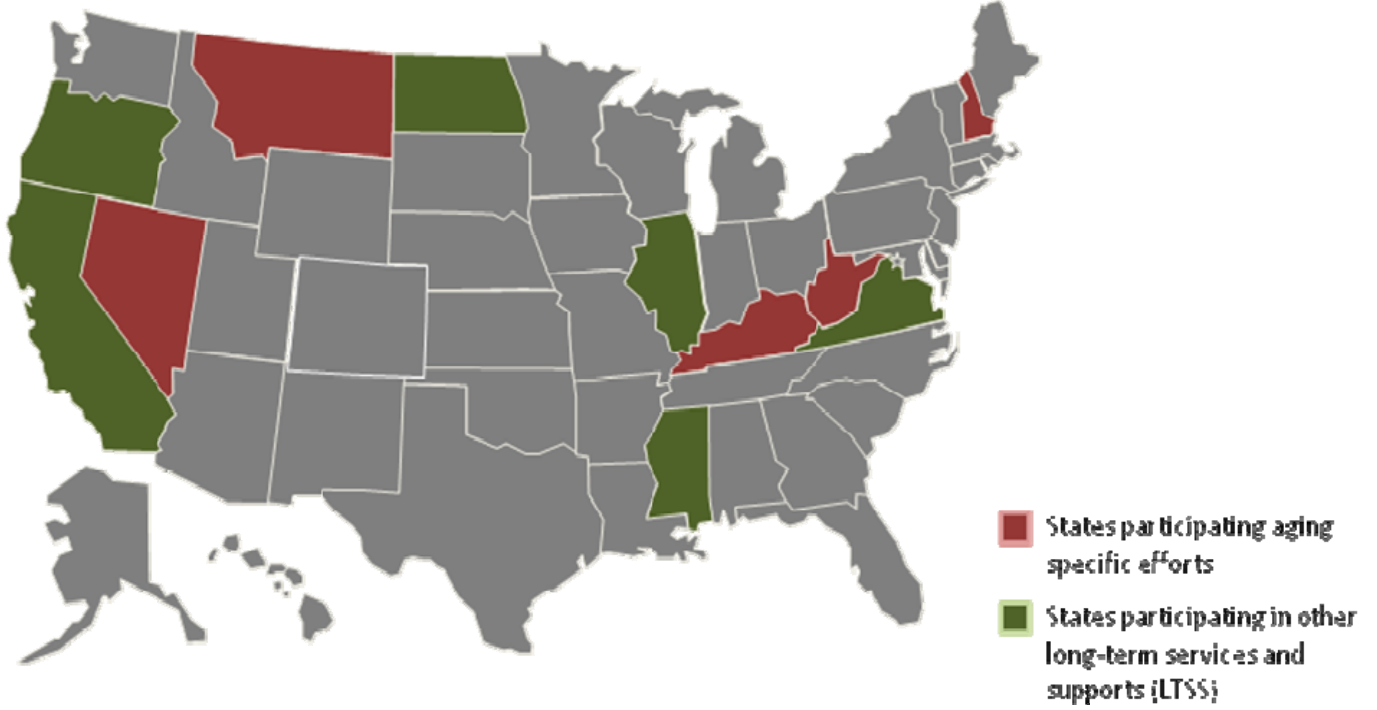 States participating aging
specific efforts
States participating in other
long-term services and
supports (LTSS)